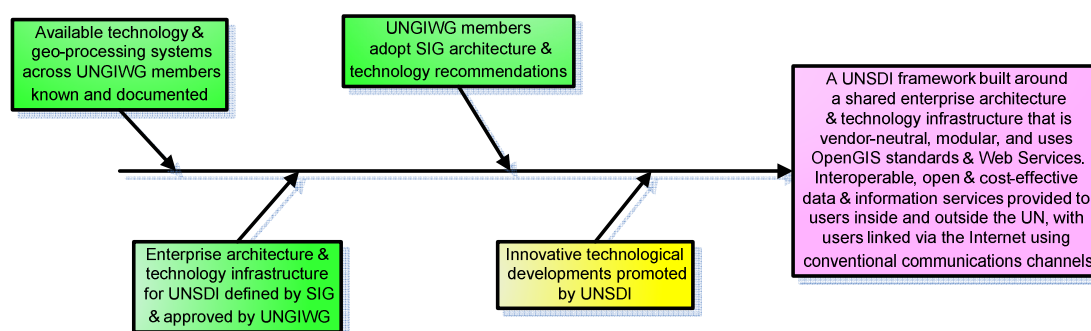 Available technology &
geo-processing systems
across UNGIWG members
known and documented
UNGIWG members
adopt SIG architecture &
technology recommendations
A UNSDI framework built around
a shared enterprise architecture
& technology infrastructure that is
vendor-neutral, modular, and uses
OpenGIS standards & Web Services.
Interoperable, open & cost-effective
data & information services provided to
users inside and outside the UN, with
users linked via the Internet using
conventional communications channels
Enterprise architecture &
technology infrastructure
for UNSDI defined by SIG
& approved by UNGIWG
Innovative technological
developments promoted
by UNSDI